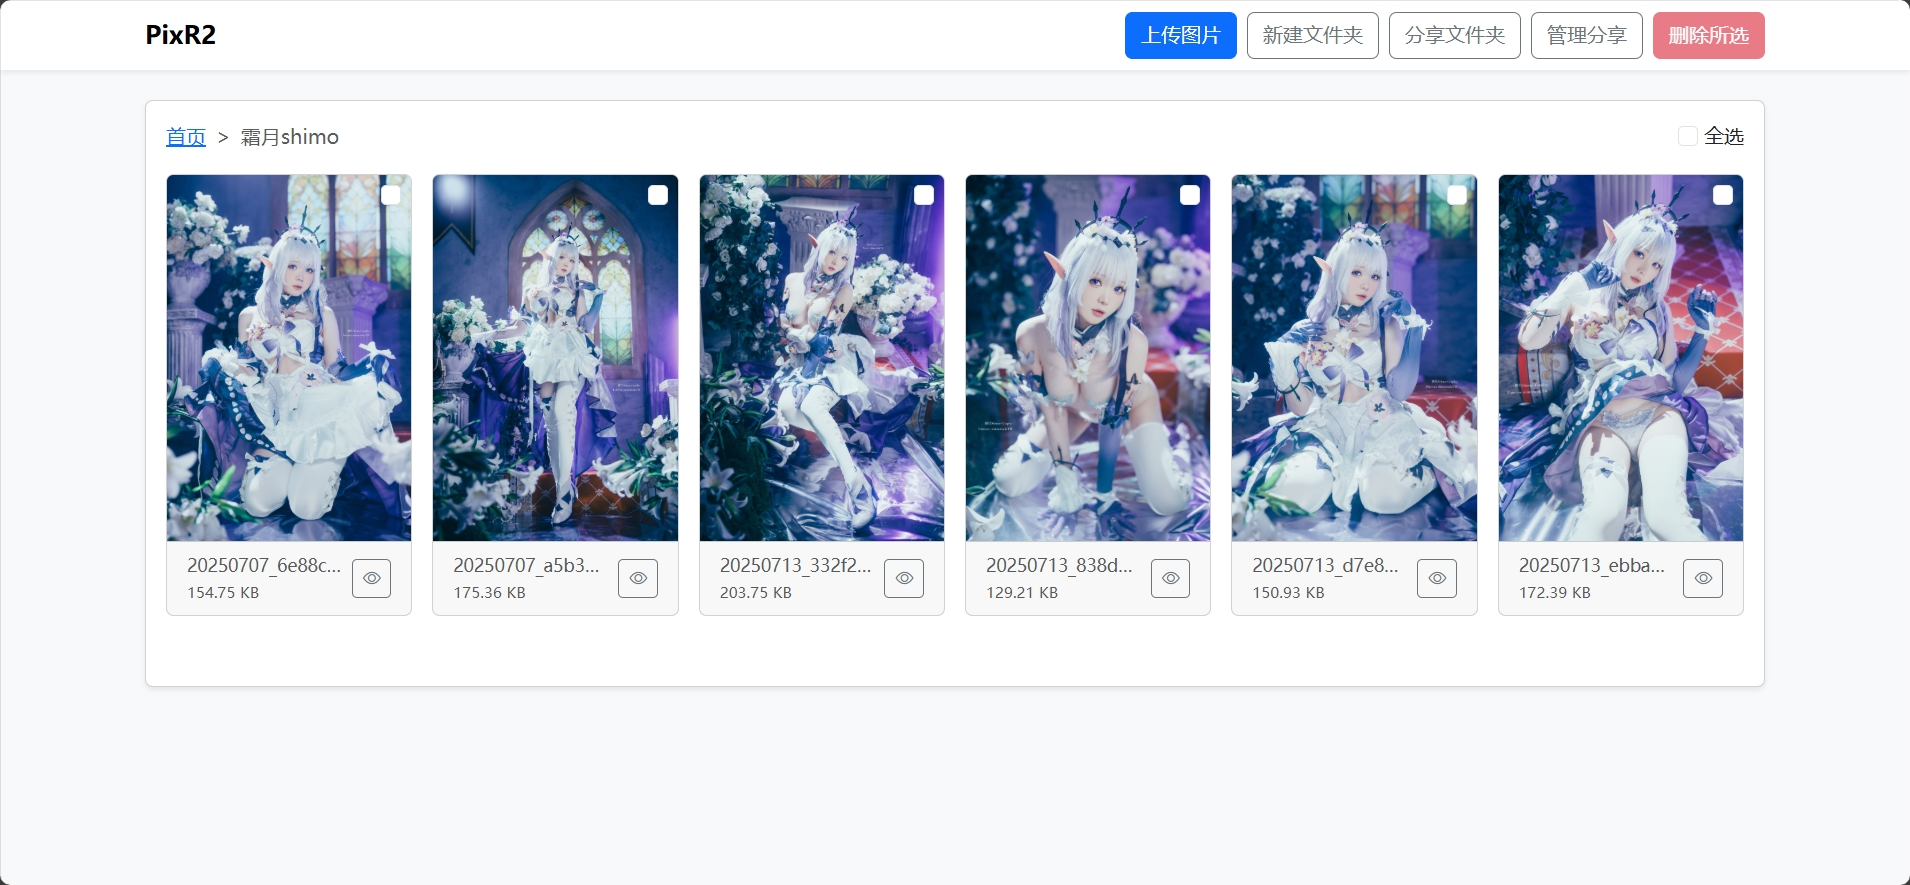 PixR2
上传图片
新建文件夹
分享文件夹
管理分享
删除所选
首页 > 霜月shimo
全选
20250707_6e88c...
154.75 KB
20250707_a5b3...
175.36 KB
20250713_332f2...
203.75 KB
20250713_838d...
129.21 KB
20250713_d7e8...
150.93 KB
20250713_ebba...
172.39 KB